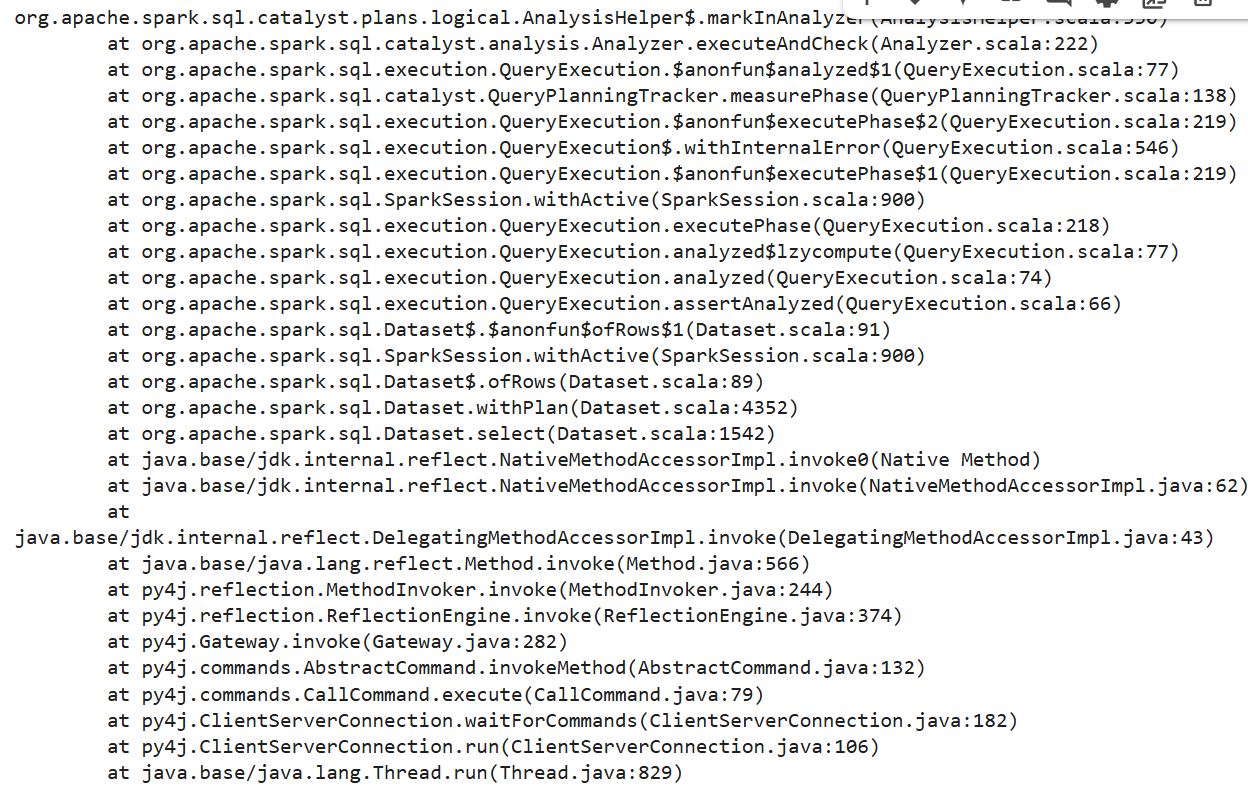 org.apache.spark.sql.catalyst.plans.logical.AnalysisHelper$.markInAnalyzer(AnalysisHelper.scala:330)
at org.apache.spark.sql.catalyst.analysis.Analyzer.executeAndCheck(Analyzer.scala:222)
at org.apache.spark.sql.execution.QueryExecution.$anonfun$analyzed$1(QueryExecution.scala:77)
at org.apache.spark.sql.catalyst.QueryPlanningTracker.measurePhase(QueryPlanningTracker.scala:138)
at org.apache.spark.sql.execution.QueryExecution.$anonfun$executePhase$2(QueryExecution.scala:219)
at org.apache.spark.sql.execution.QueryExecution$.withInternalError(QueryExecution.scala:546)
at org.apache.spark.sql.execution.QueryExecution.$anonfun$executePhase$1(QueryExecution.scala:219)
at org.apache.spark.sql.SparkSession.withActive(SparkSession.scala:900)
at org.apache.spark.sql.execution.QueryExecution.executePhase(QueryExecution.scala:218)
at org.apache.spark.sql.execution.QueryExecution.analyzed$lzycompute(QueryExecution.scala:77)
at org.apache.spark.sql.execution.QueryExecution.analyzed(QueryExecution.scala:74)
at org.apache.spark.sql.execution.QueryExecution.assertAnalyzed(QueryExecution.scala:66)
at org.apache.spark.sql.Dataset$.$anonfun$ofRows$1(Dataset.scala:91)
at org.apache.spark.sql.SparkSession.withActive(SparkSession.scala:900)
at org.apache.spark.sql.Dataset$.ofRows(Dataset.scala:89)
at org.apache.spark.sql.Dataset.withPlan(Dataset.scala:4352)
at org.apache.spark.sql.Dataset.select(Dataset.scala:1542)
at java.base/jdk.internal.reflect.NativeMethodAccessorImpl.invoke0(Native Method)
at java.base/jdk.internal.reflect.NativeMethodAccessorImpl.invoke(NativeMethodAccessorImpl.java:62)
at
java.base/jdk.internal.reflect.DelegatingMethodAccessorImpl.invoke(DelegatingMethodAccessorImpl.java:43)
at java.base/java.lang.reflect.Method.invoke(Method.java:566)
at py4j.reflection.MethodInvoker.invoke(MethodInvoker.java:244)
at py4j.reflection.ReflectionEngine.invoke(ReflectionEngine.java:374)
at py4j.Gateway.invoke(Gateway.java:282)
at py4j.commands.AbstractCommand.invokeMethod(AbstractCommand.java:132)
at py4j.commands.CallCommand.execute(CallCommand.java:79)
at py4j.ClientServerConnection.waitForCommands(ClientServerConnection.java:182)
at py4j.ClientServerConnection.run(ClientServerConnection.java:106)
at java.base/java.lang.Thread.run(Thread.java:829)